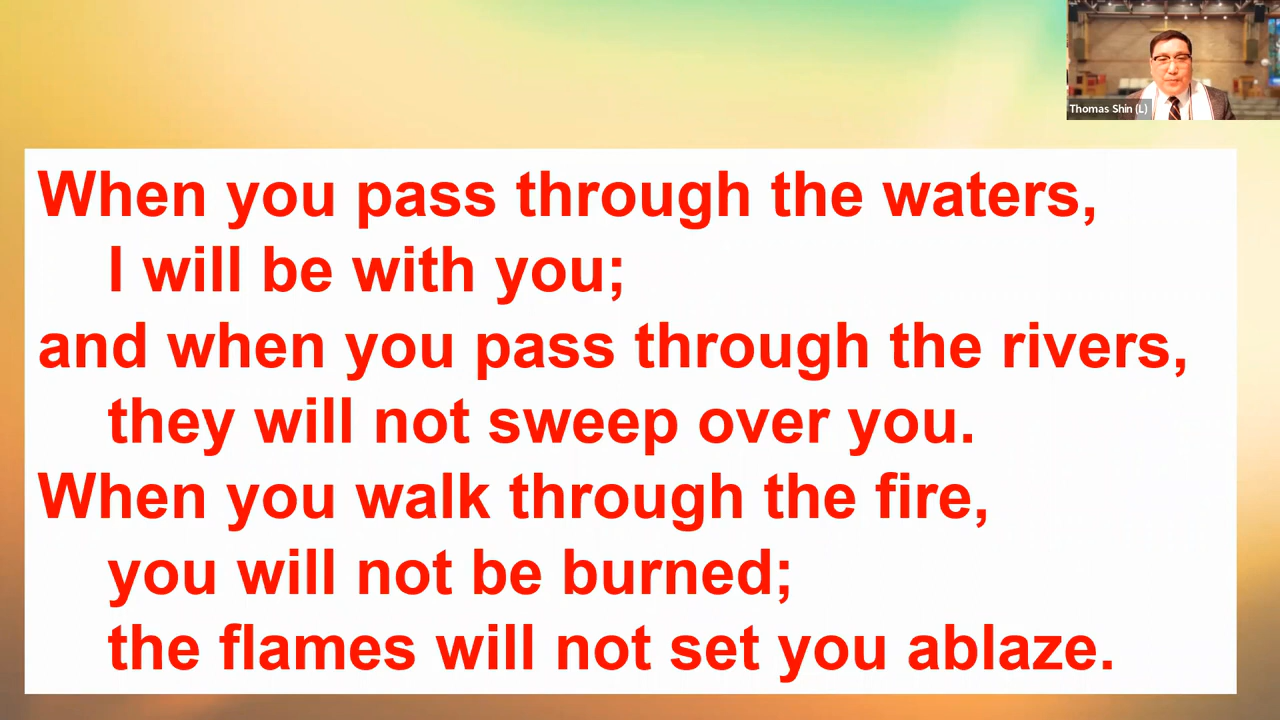 Thomas Shin (L)
When you pass through the waters,
I will be with you;
and when you pass through the rivers,
they will not sweep over you.
When you walk through the fire,
you will not be burned;
the flames will not set you ablaze.